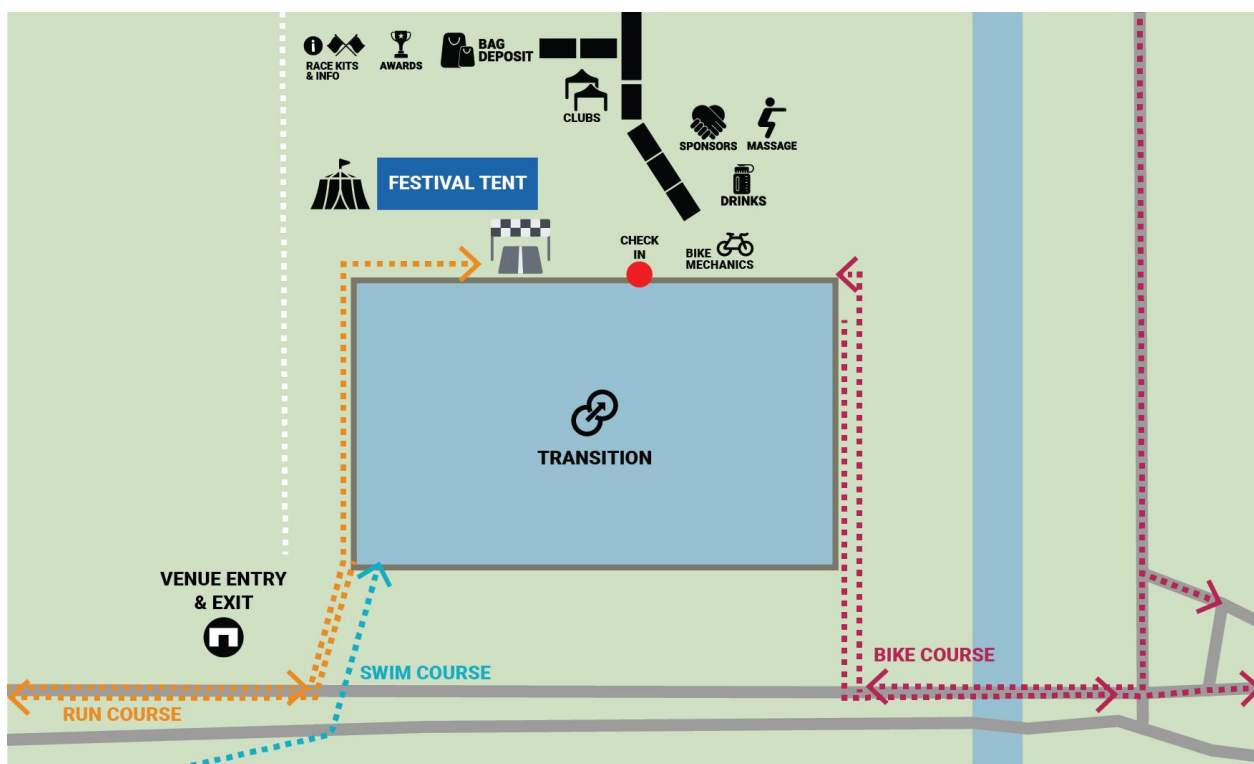 i
RACE KITS
& INFO
AWARDS
BAG
DEPOSIT
CLUBS
SPONSORS
MASSAGE
DRINKS
FESTIVAL TENT
CHECK
IN
BIKE
MECHANICS
TRANSITION
VENUE ENTRY
& EXIT
SWIM COURSE
BIKE COURSE
RUN COURSE